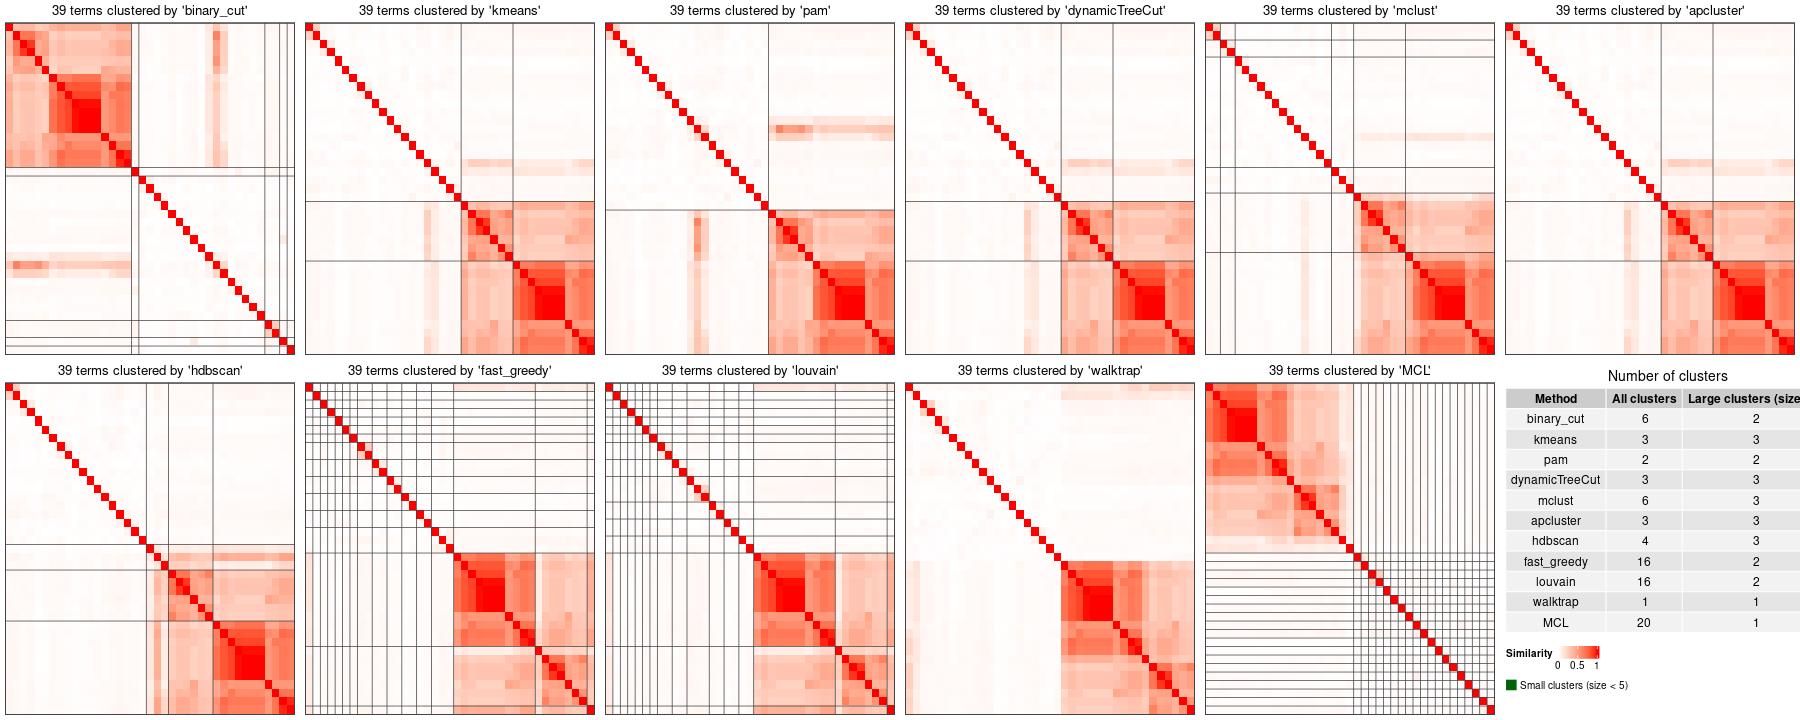 39 terms clustered by 'binary_cut'
39 terms clustered by 'kmeans'
39 terms clustered by 'pam'
39 terms clustered by 'dynamicTreeCut'
39 terms clustered by 'mclust'
39 terms clustered by 'apcluster'
39 terms clustered by 'hdbscan'
39 terms clustered by 'fast_greedy'
39 terms clustered by 'louvain'
39 terms clustered by 'walktrap'
39 terms clustered by 'MCL'
Number of clusters
Method All clusters Large clusters (size
binary_cut 6 2
kmeans 3 3
pam 2 2
dynamicTreeCut 3 3
mclust 6 3
apcluster 3 3
hdbscan 4 3
fast_greedy 16 2
louvain 16 2
walktrap 1 1
MCL 20 1
Similarity
0 0.5 1
Small clusters (size < 5)